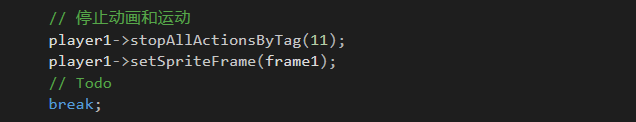 // 停止动画和运动
player1->stopAllActionsByTag(11);
player1->setSpriteFrame(frame1);
// Todo
break;